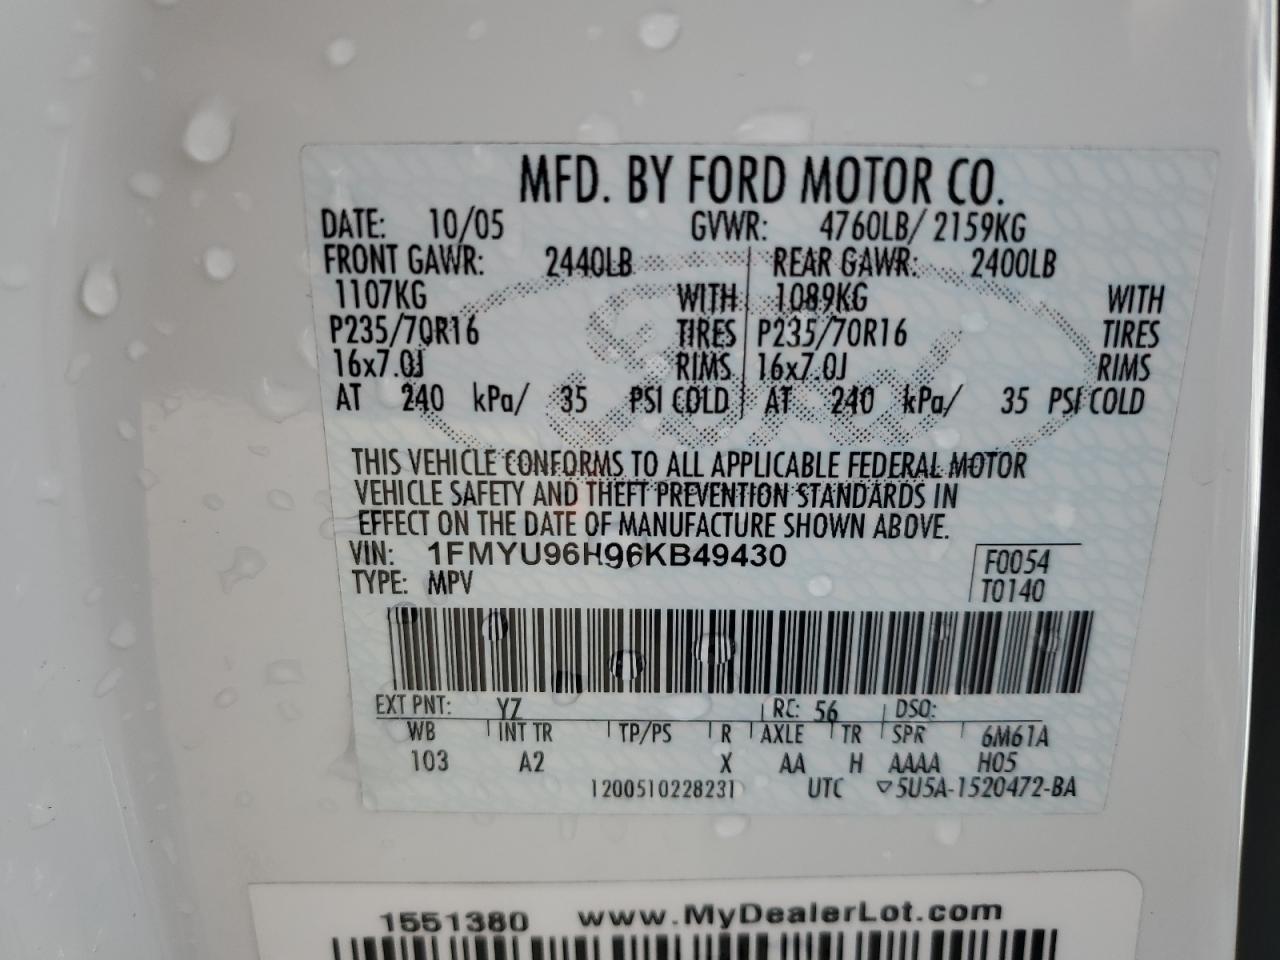 MFD. BY FORD MOTOR CO.
DATE: 10/05 GVWR: 4760LB/ 2159KG
FRONT GAWR: 2440LB REAR GAWR: 2400LB
1107KG WITH 1089KG WITH
P235/70R16 TIRES P235/70R16 TIRES
16x7.0J RIMS 16x7.0J RIMS
AT 240 kPa/ 35 PSI COLD AT 240 kPa/ 35 PSI COLD
Ford
THIS VEHICLE CONFORMS TO ALL APPLICABLE FEDERAL MOTOR
VEHICLE SAFETY AND THEFT PREVENTION STANDARDS IN
EFFECT ON THE DATE OF MANUFACTURE SHOWN ABOVE.
VIN: 1FMYU96H96KB49430 F0054
TYPE: MPV T0140
EXT PNT: YZ RC: 56 DSO:
WB INT TR TP/PS R AXLE TR SPR 6M61A
103 A2 X AA H AAAA H05
1200510228231 UTC ▽5U5A-1520472-BA
1551380 www.MyDealerLot.com